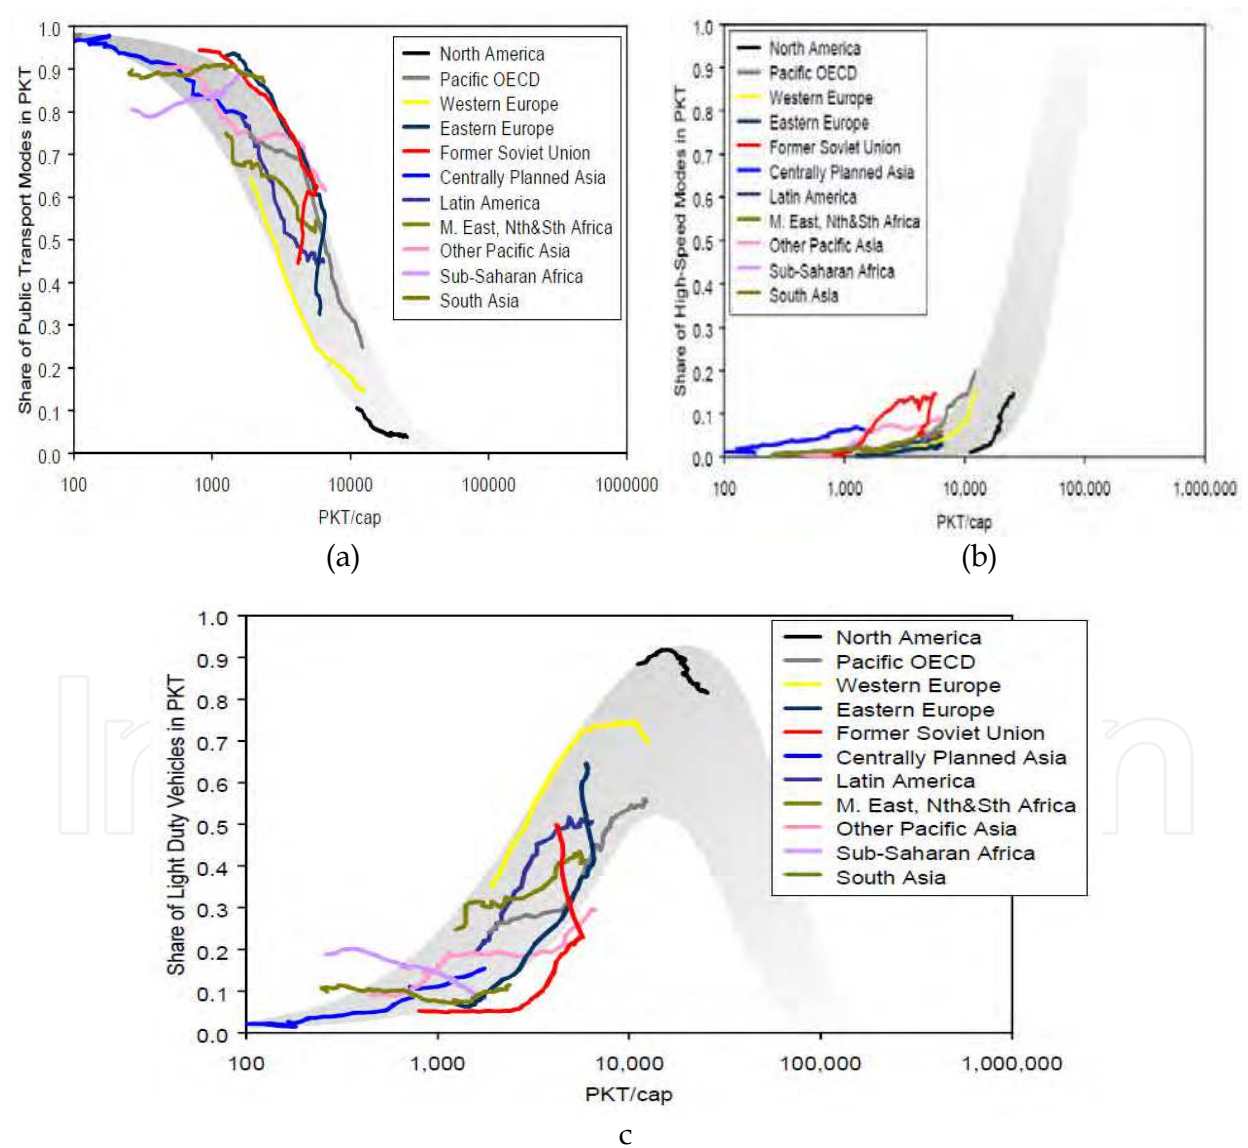 1.0
0.9
0.8
0.7
0.6
0.5
0.4
0.3
0.2
0.1
0.0
Share of Public Transport Modes in PKT
North America
Pacific OECD
Western Europe
Eastern Europe
Former Soviet Union
Centrally Planned Asia
Latin America
M. East, Nth&Sth Africa
Other Pacific Asia
Sub-Saharan Africa
South Asia
100 1000 10000 100000 1000000
PKT/cap
(a)
1.0
0.9
0.8
0.7
0.6
0.5
0.4
0.3
0.2
0.1
0.0
Share of High-Speed Modes in PKT
North America
Pacific OECD
Western Europe
Eastern Europe
Former Soviet Union
Centrally Planned Asia
Latin America
M. East, Nth&Sth Africa
Other Pacific Asia
Sub-Saharan Africa
South Asia
100 1,000 10,000 100,000 1,000,000
PKT/cap
(b)
1.0
0.9
0.8
0.7
0.6
0.5
0.4
0.3
0.2
0.1
0.0
Share of Light Duty Vehicles in PKT
North America
Pacific OECD
Western Europe
Eastern Europe
Former Soviet Union
Centrally Planned Asia
Latin America
M. East, Nth&Sth Africa
Other Pacific Asia
Sub-Saharan Africa
South Asia
100 1,000 10,000 100,000 1,000,000
PKT/cap
c